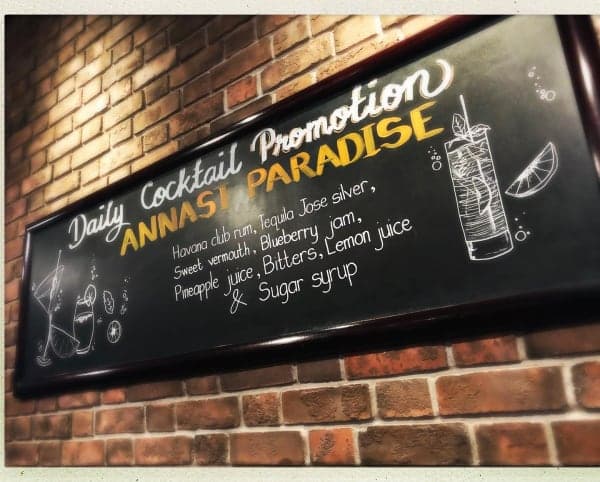 Daily Cocktail Promotion
ANNASI PARADISE
Havana club rum, Tequila Jose silver,
Sweet vermouth, Blueberry jam,
Pineapple juice, Bitters, Lemon juice
& Sugar syrup